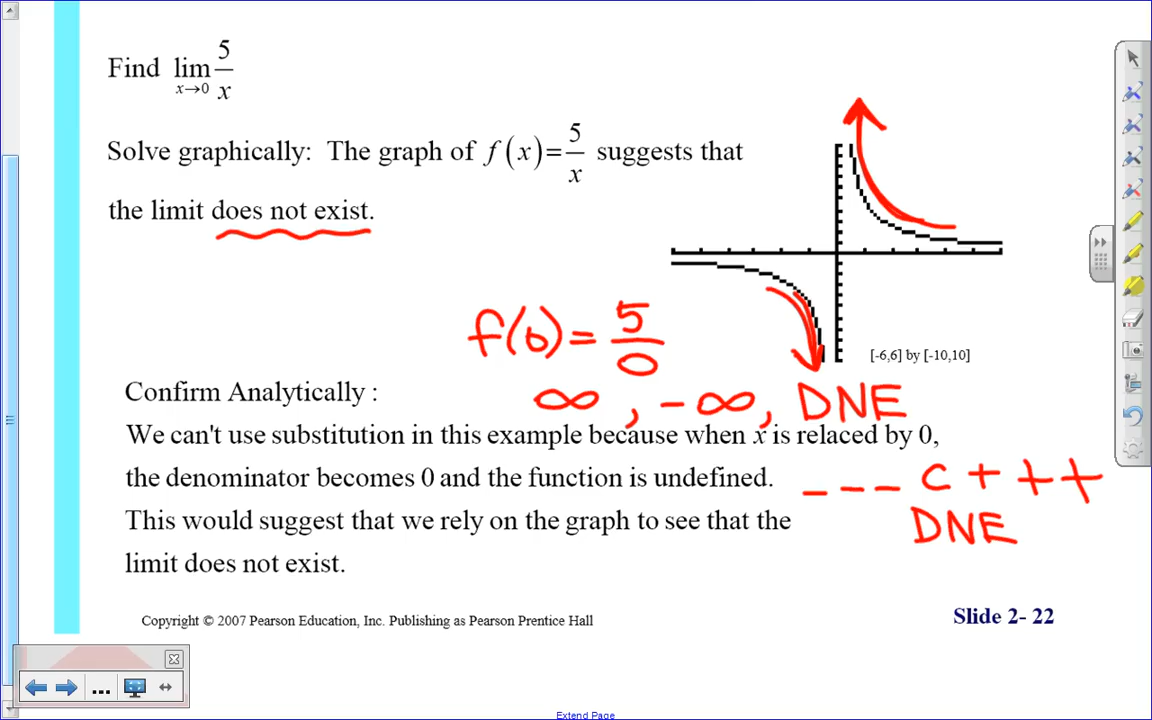 Find lim x→0 5/x
Solve graphically: The graph of f(x)=5/x suggests that
the limit does not exist.
f(0)= 5/0
[-6,6] by [-10,10]
Confirm Analytically :
∞ , -∞, DNE
We can't use substitution in this example because when x is relaced by 0,
the denominator becomes 0 and the function is undefined.
_ _ _ c + + +
DNE
This would suggest that we rely on the graph to see that the
limit does not exist.
Copyright © 2007 Pearson Education, Inc. Publishing as Pearson Prentice Hall
Slide 2- 22
...
Extend Page